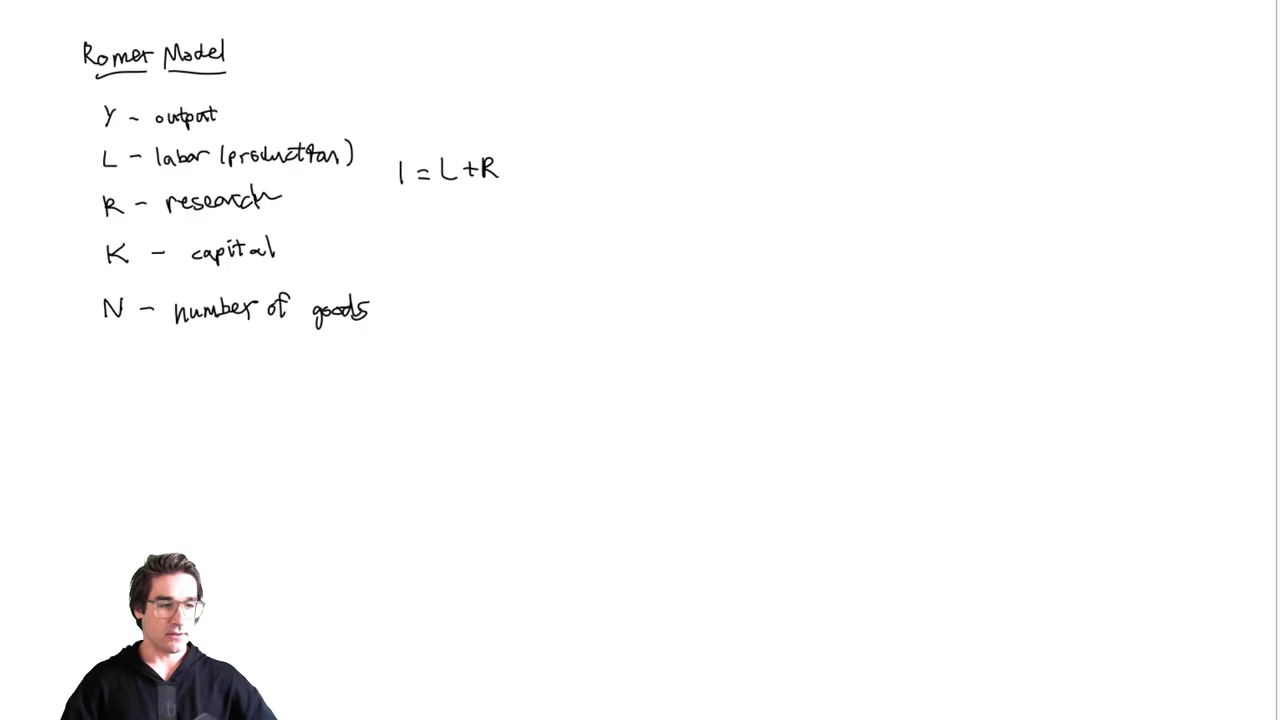 Romer Model
Y - output
L - labor (production)
1 = L + R
R - research
K - capital
N - number of goods